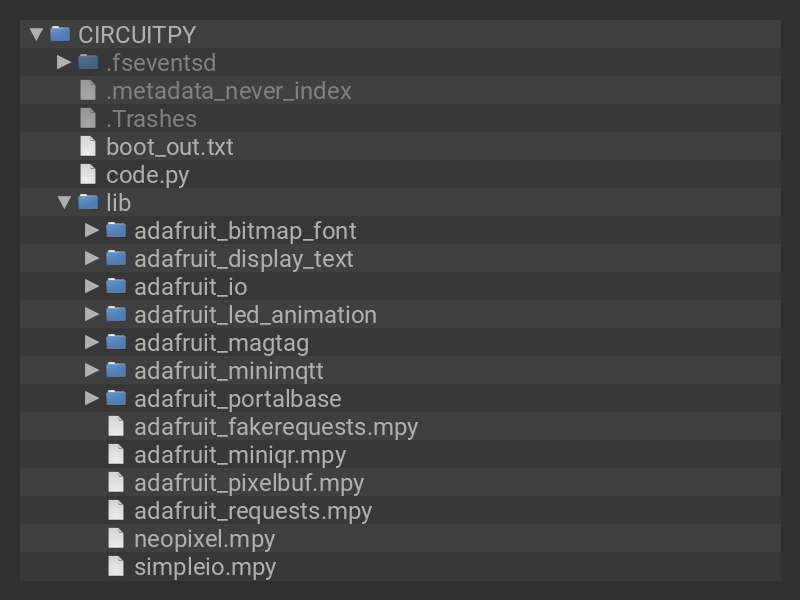 CIRCUITPY
.fseventsd
.metadata_never_index
.Trashes
boot_out.txt
code.py
lib
adafruit_bitmap_font
adafruit_display_text
adafruit_io
adafruit_led_animation
adafruit_magtag
adafruit_minimqtt
adafruit_portalbase
adafruit_fakerequests.mpy
adafruit_miniqr.mpy
adafruit_pixelbuf.mpy
adafruit_requests.mpy
neopixel.mpy
simpleio.mpy